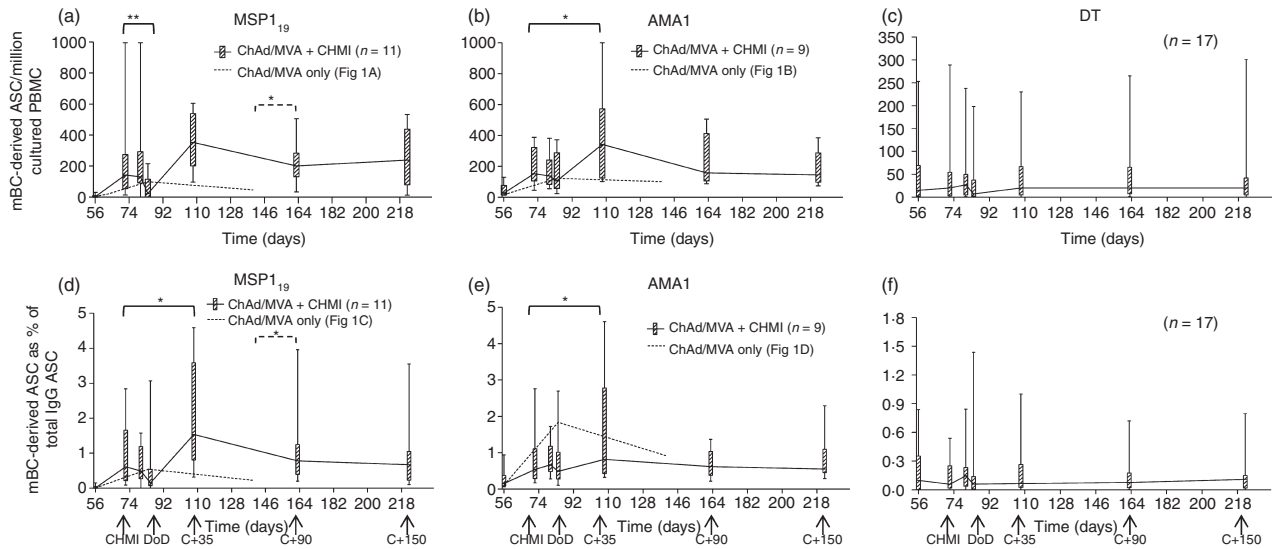 (a)
MSP1₁₉
**
ChAd/MVA + CHMI (n = 11)
ChAd/MVA only (Fig 1A)
*
mBC-derived ASC/million
cultured PBMC
1000
800
600
400
200
0
56 74 92 110 128 146 164 182 200 218
Time (days)
(b)
AMA1
*
ChAd/MVA + CHMI (n = 9)
ChAd/MVA only (Fig 1B)
1000
800
600
400
200
0
56 74 92 110 128 146 164 182 200 218
Time (days)
(c)
DT
(n = 17)
350
300
250
200
150
100
50
0
56 74 92 110 128 146 164 182 200 218
Time (days)
(d)
MSP1₁₉
*
ChAd/MVA + CHMI (n = 11)
ChAd/MVA only (Fig 1C)
*
mBC-derived ASC as % of
total IgG ASC
5
4
3
2
1
0
56 74 92 110 128 146 164 182 200 218
Time (days)
CHMI DoD C+35 C+90 C+150
(e)
AMA1
*
ChAd/MVA + CHMI (n = 9)
ChAd/MVA only (Fig 1D)
5
4
3
2
1
0
56 74 92 110 128 146 164 182 200 218
Time (days)
CHMI DoD C+35 C+90 C+150
(f)
(n = 17)
1·8
1·5
1·2
0·9
0·6
0·3
0·0
56 74 92 110 128 146 164 182 200 218
Time (days)
CHMI DoD C+35 C+90 C+150